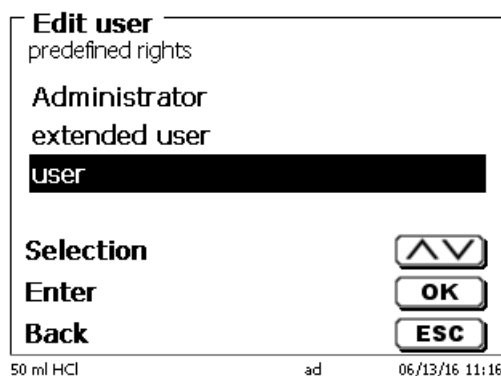 Edit user
predefined rights
Administrator
extended user
user
Selection
Enter OK
Back ESC
50 ml HCl ad 06/13/16 11:16